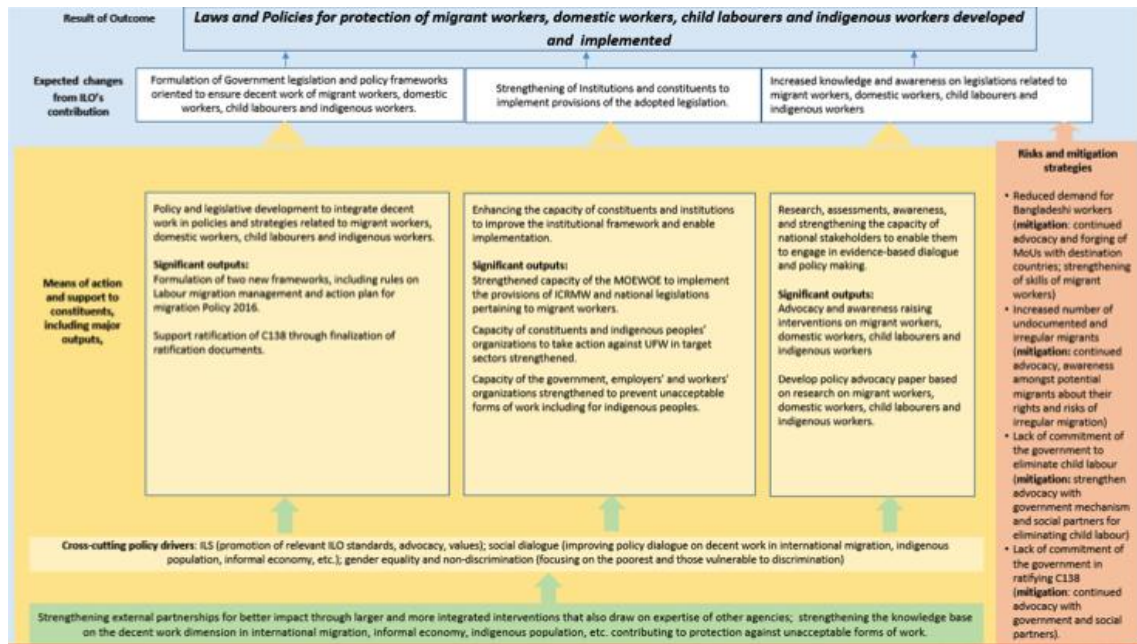 Result of Outcome
Laws and Policies for protection of migrant workers, domestic workers, child labourers and indigenous workers developed
and implemented
Expected changes
from ILO's
contribution
Formulation of Government legislation and policy frameworks
oriented to ensure decent work of migrant workers, domestic
workers, child labourers and indigenous workers.
Strengthening of Institutions and constituents to
implement provisions of the adopted legislation.
Increased knowledge and awareness on legislations related to
migrant workers, domestic workers, child labourers and
indigenous workers
Means of action
and support to
constituents,
including major
outputs,
Policy and legislative development to integrate decent
work in policies and strategies related to migrant workers,
domestic workers, child labourers and indigenous workers.
Significant outputs:
Formulation of two new frameworks, including rules on
Labour migration management and action plan for
migration Policy 2016.
Support ratification of C138 through finalization of
ratification documents.
Enhancing the capacity of constituents and institutions
to improve the institutional framework and enable
implementation.
Significant outputs:
Strengthened capacity of the MOEWOE to implement
the provisions of ICRMW and national legislations
pertaining to migrant workers.
Capacity of constituents and indigenous peoples'
organizations to take action against UFW in target
sectors strengthened.
Capacity of the government, employers' and workers'
organizations strengthened to prevent unacceptable
forms of work including for indigenous peoples.
Research, assessments, awareness,
and strengthening the capacity of
national stakeholders to enable them
to engage in evidence-based dialogue
and policy making.
Significant outputs:
Advocacy and awareness raising
interventions on migrant workers,
domestic workers, child labourers and
indigenous workers
Develop policy advocacy paper based
on research on migrant workers,
domestic workers, child labourers and
indigenous workers.
Risks and mitigation
strategies
• Reduced demand for
Bangladeshi workers
(mitigation: continued
advocacy and forging of
MoUs with destination
countries; strengthening
of skills of migrant
workers)
• Increased number of
undocumented and
irregular migrants
(mitigation: continued
advocacy, awareness
amongst potential
migrants about their
rights and risks of
irregular migration)
• Lack of commitment of
the government to
eliminate child labour
(mitigation: strengthen
advocacy with
government mechanism
and social partners for
eliminating child labour)
• Lack of commitment of
the government in
ratifying C138
(mitigation: continued
advocacy with
government and social
partners).
Cross-cutting policy drivers: ILS (promotion of relevant ILO standards, advocacy, values); social dialogue (improving policy dialogue on decent work in international migration, indigenous
population, informal economy, etc.); gender equality and non-discrimination (focusing on the poorest and those vulnerable to discrimination)
Strengthening external partnerships for better impact through larger and more integrated interventions that also draw on expertise of other agencies; strengthening the knowledge base
on the decent work dimension in international migration, informal economy, indigenous population, etc. contributing to protection against unacceptable forms of work.